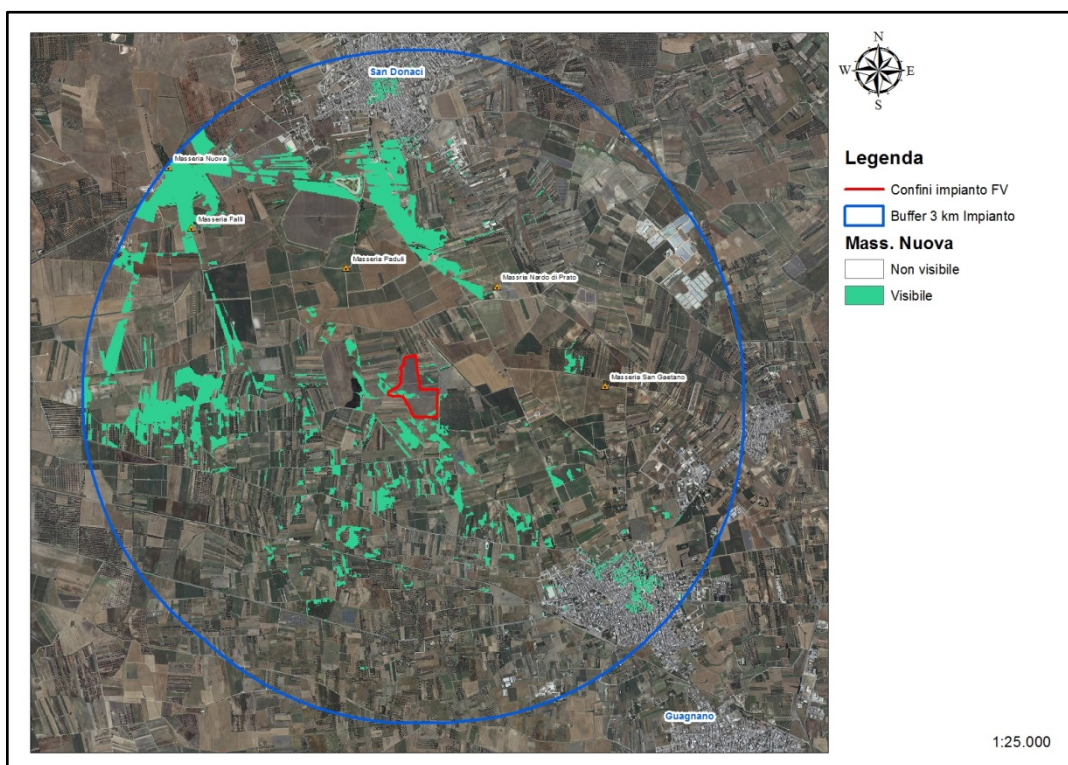 San Donaci
Masseria Nuova
Masseria Falli
Masseria Paduli
Massria Nardo di Prato
Masseria San Gaetano
Guagnano
N
W
E
S
Legenda
Confini impianto FV
Buffer 3 km Impianto
Mass. Nuova
Non visibile
Visibile
1:25.000